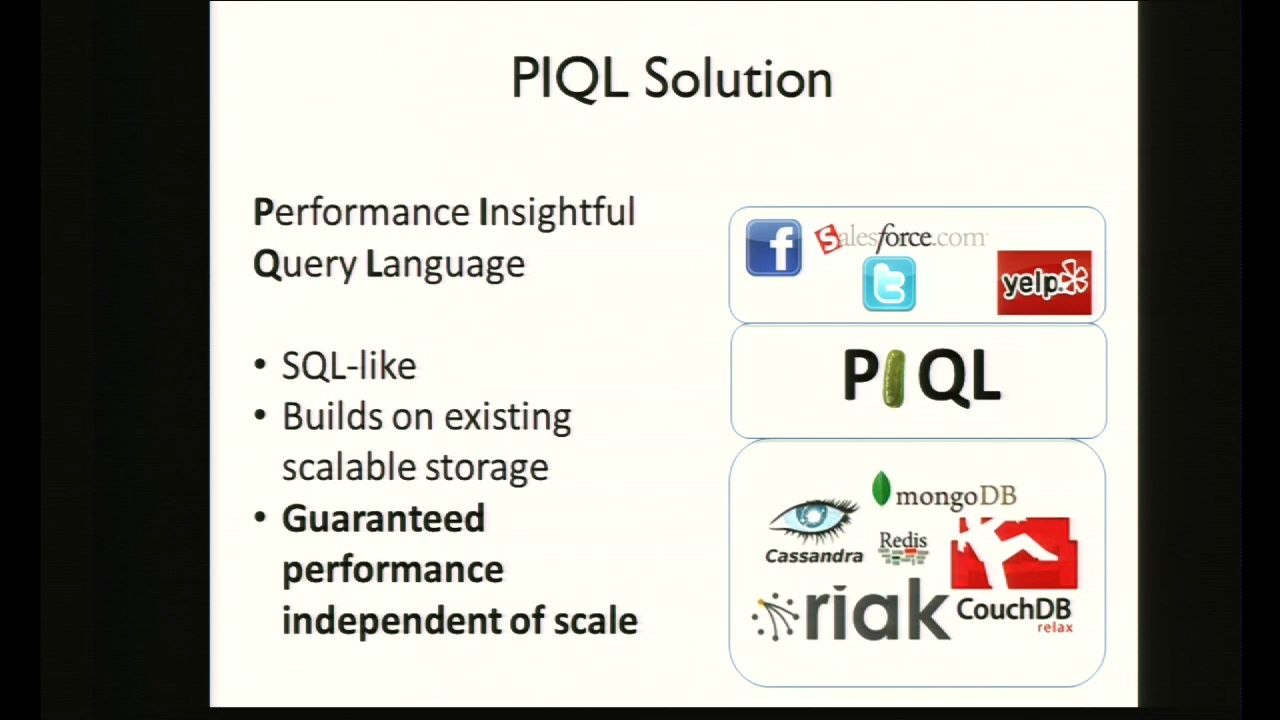 PIQL Solution
Performance Insightful
Query Language
• SQL-like
• Builds on existing
scalable storage
• Guaranteed
performance
independent of scale
f
salesforce.com
t
yelp
PIQL
mongoDB
Cassandra
Redis
riak
CouchDB
relax